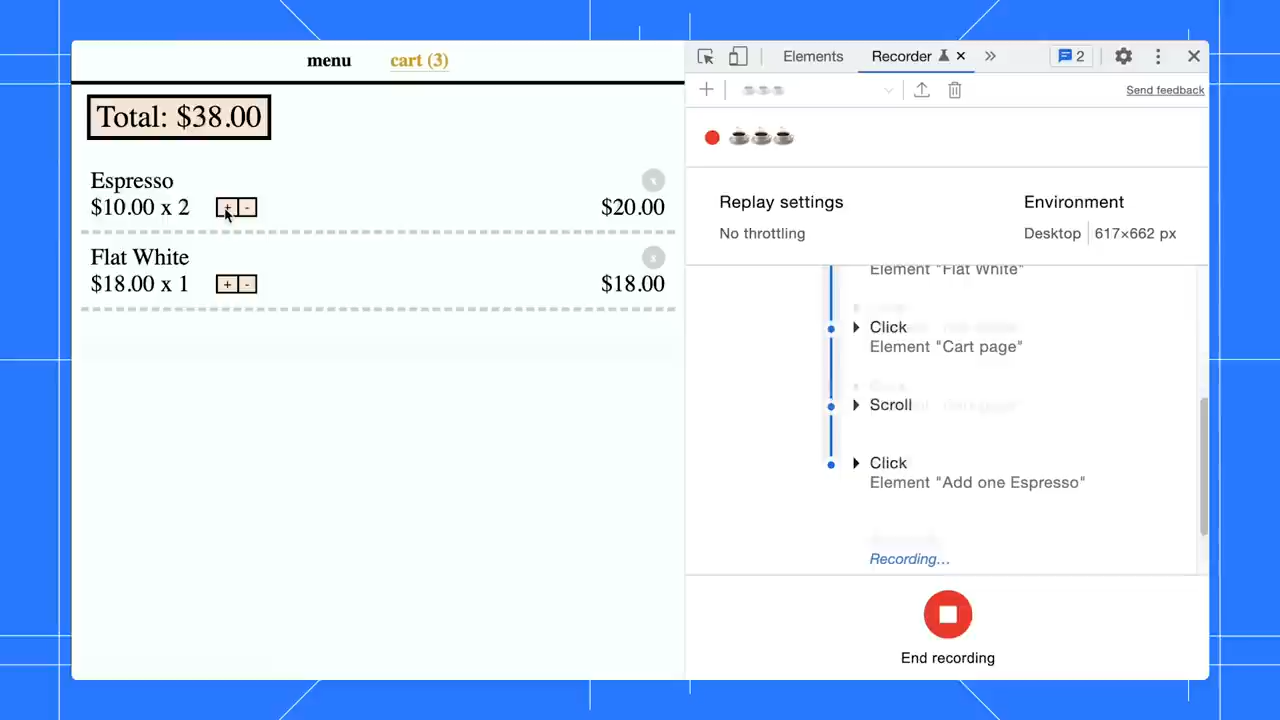 menu
cart (3)
Total: $38.00
Espresso
x
$10.00 x 2
+
-
$20.00
Flat White
x
$18.00 x 1
+
-
$18.00
Elements
Recorder
2
Send feedback
Replay settings
Environment
No throttling
Desktop
617×662 px
Element "Flat White"
Click
Element "Cart page"
Scroll
Click
Element "Add one Espresso"
Recording…
End recording